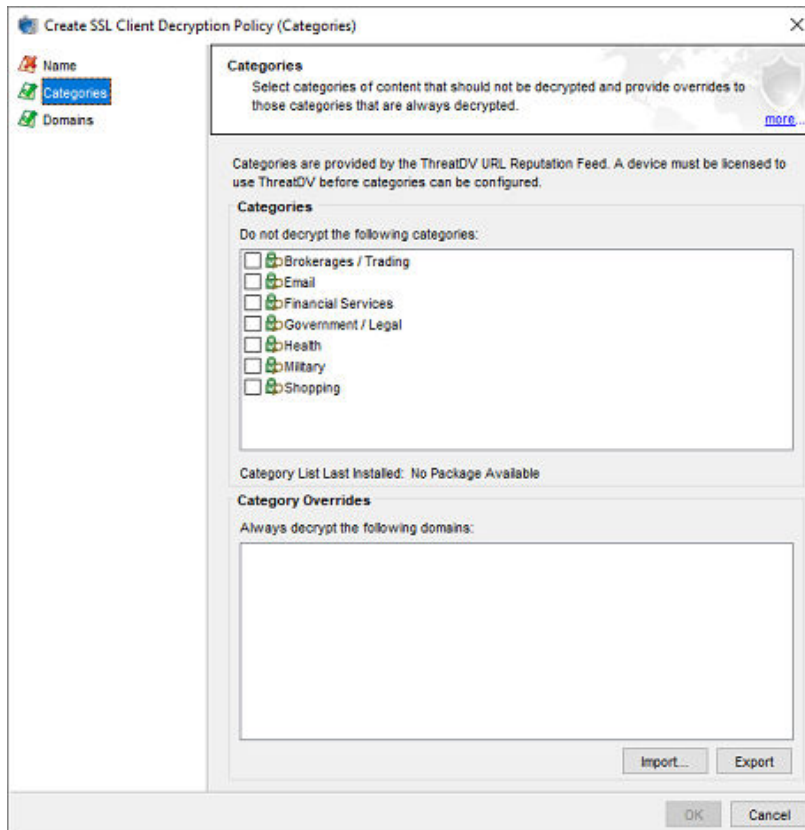 Create SSL Client Decryption Policy (Categories)
Name
Categories
Domains
Categories
Select categories of content that should not be decrypted and provide overrides to
those categories that are always decrypted.
more...
Categories are provided by the ThreatDV URL Reputation Feed. A device must be licensed to
use ThreatDV before categories can be configured.
Categories
Do not decrypt the following categories:
Brokerages / Trading
Email
Financial Services
Government / Legal
Health
Military
Shopping
Category List Last Installed: No Package Available
Category Overrides
Always decrypt the following domains:
Import... Export
OK Cancel